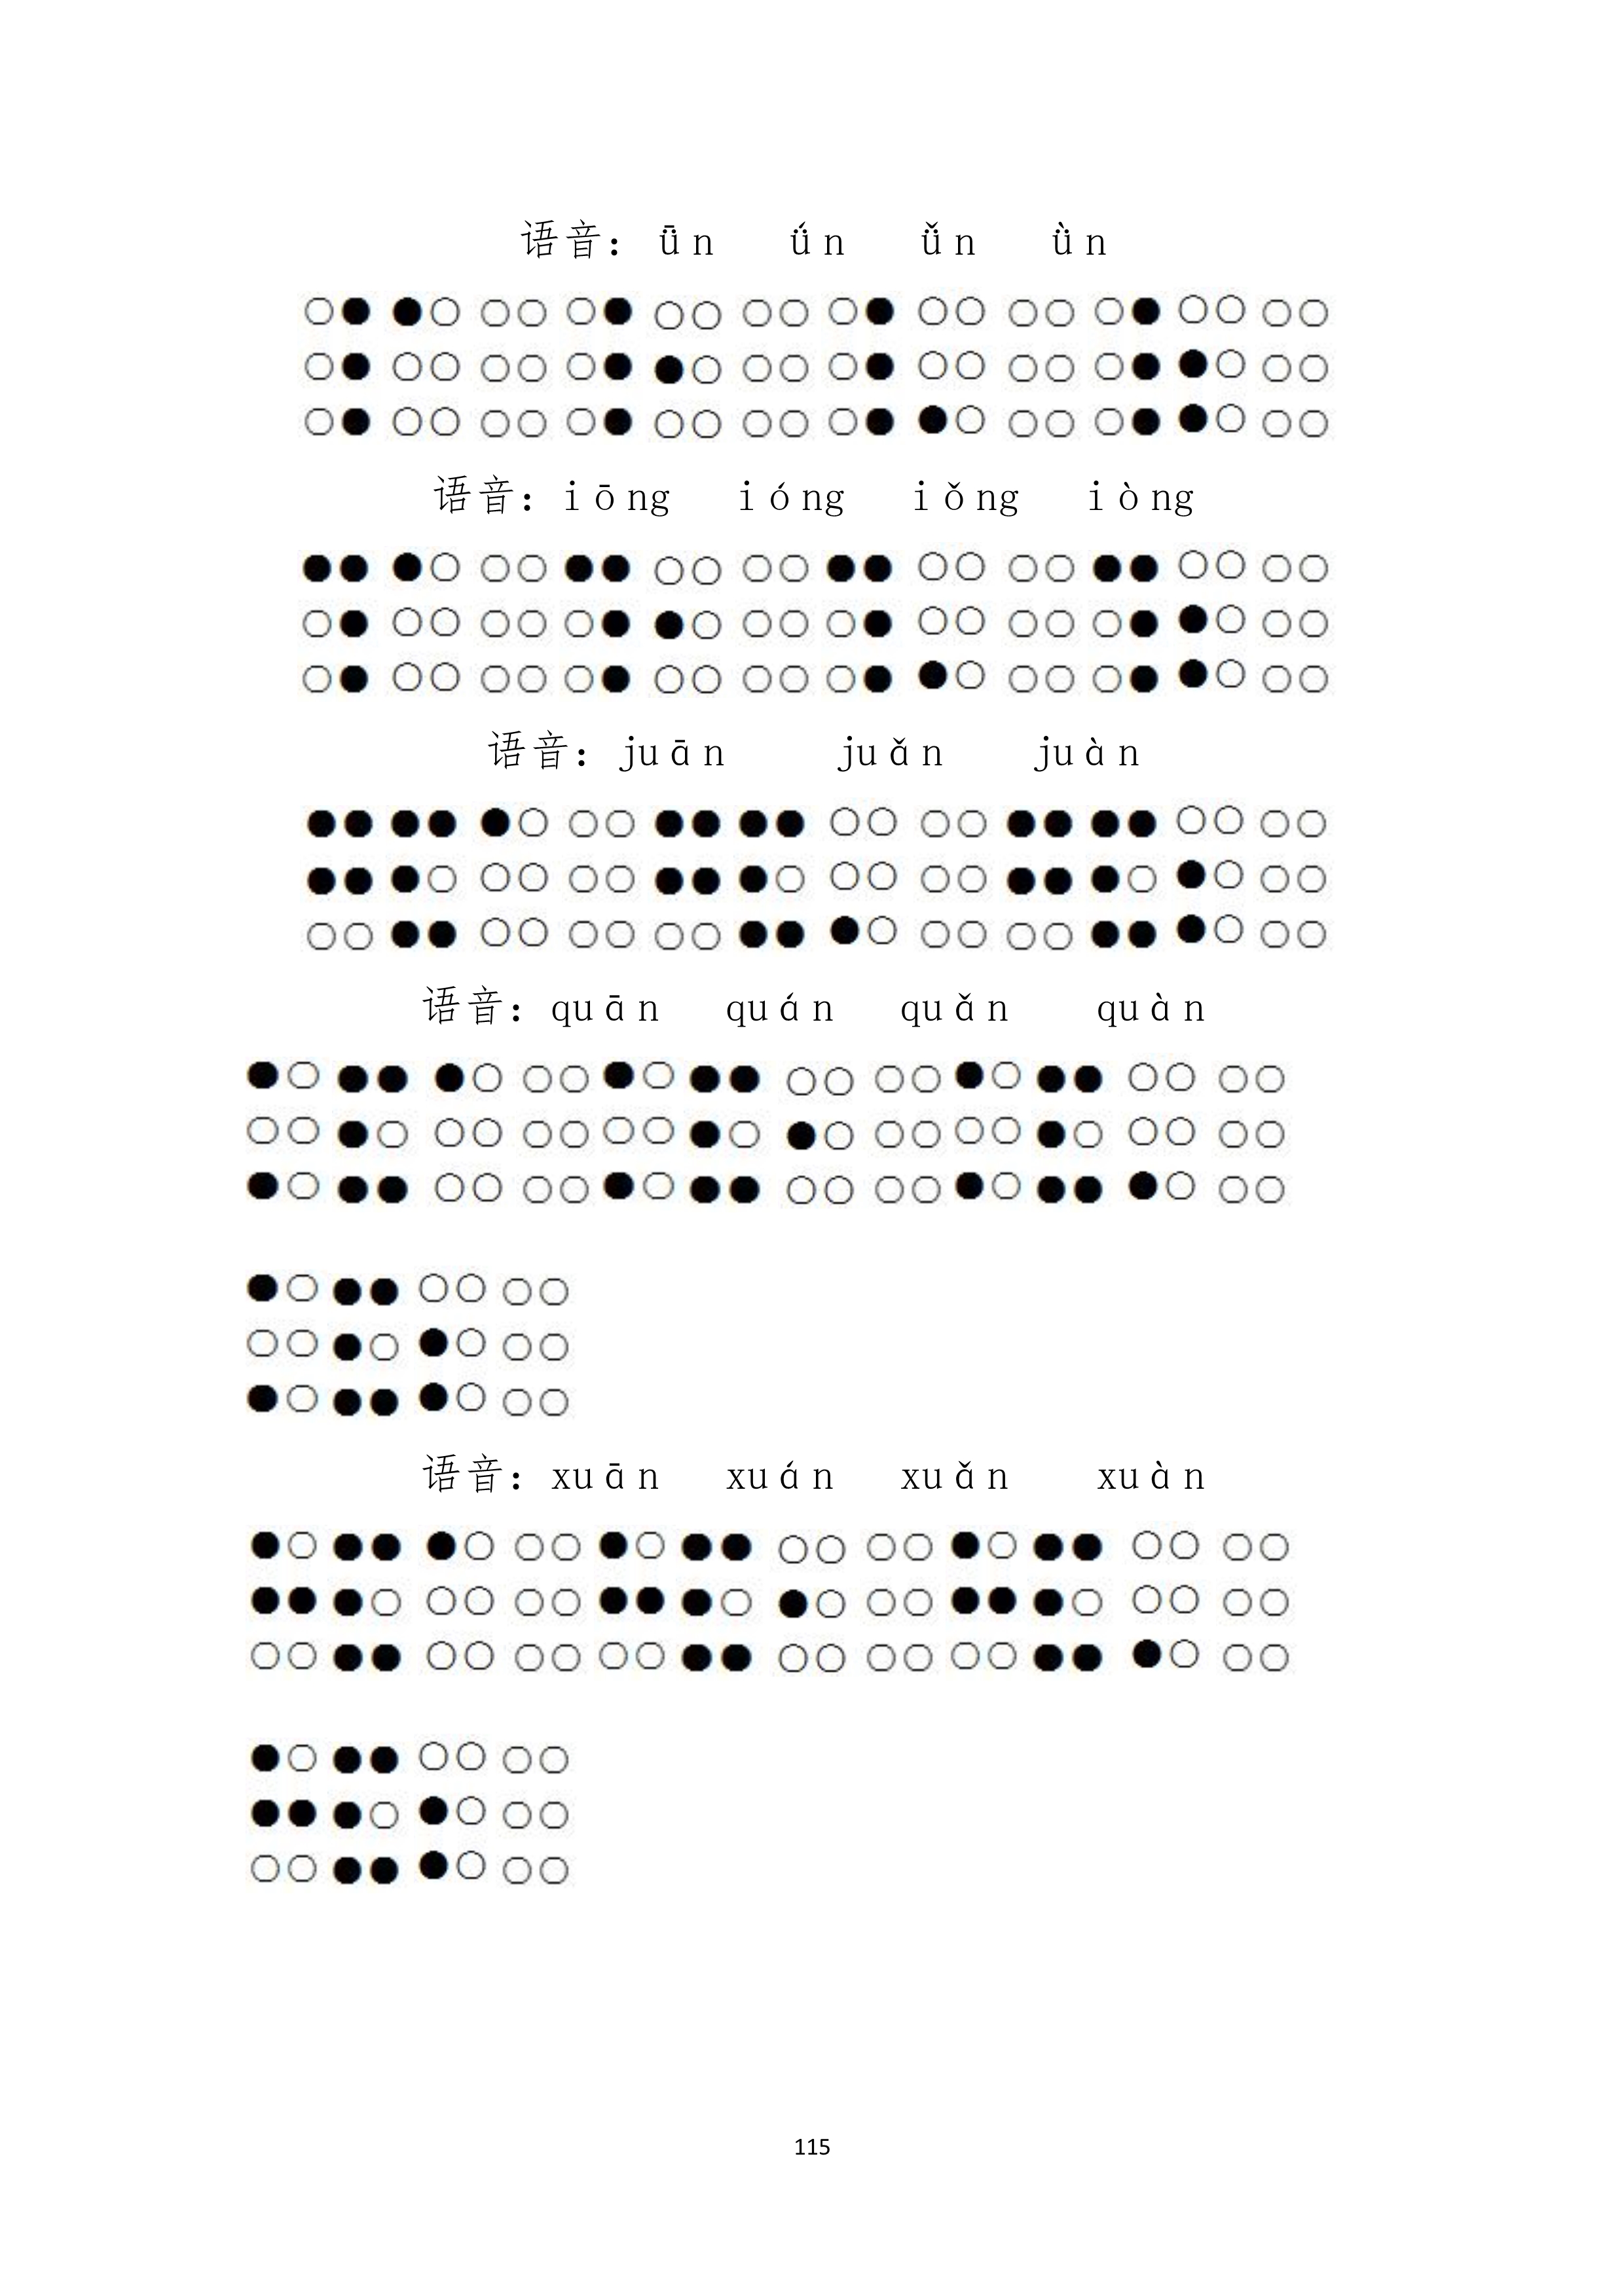 语音：ǖn ǘn ǚn ǜn
○● ●○ ○○ ○● ○○ ○○ ○● ○○ ○○ ○● ○○ ○○
○● ○○ ○○ ○● ●○ ○○ ○● ○○ ○○ ○● ●○ ○○
○● ○○ ○○ ○● ○○ ○○ ○● ●○ ○○ ○● ●○ ○○
语音：iōng ióng iǒng iòng
●● ●○ ○○ ●● ○○ ○○ ●● ○○ ○○ ●● ○○ ○○
○● ○○ ○○ ○● ●○ ○○ ○● ○○ ○○ ○● ●○ ○○
○● ○○ ○○ ○● ○○ ○○ ○● ●○ ○○ ○● ●○ ○○
语音：juān juǎn juàn
●● ●● ●○ ○○ ●● ●● ○○ ○○ ●● ●● ○○ ○○
●● ●○ ○○ ○○ ●● ●○ ○○ ○○ ●● ●○ ●○ ○○
○○ ●● ○○ ○○ ○○ ●● ●○ ○○ ○○ ●● ●○ ○○
语音：quān quán quǎn quàn
●○ ●● ●○ ○○ ●○ ●● ○○ ○○ ●○ ●● ○○ ○○
○○ ●○ ○○ ○○ ○○ ●○ ●○ ○○ ○○ ●○ ○○ ○○
●○ ●● ○○ ○○ ●○ ●● ○○ ○○ ●○ ●● ●○ ○○
●○ ●● ○○ ○○
○○ ●○ ●○ ○○
●○ ●● ●○ ○○
语音：xuān xuán xuǎn xuàn
●○ ●● ●○ ○○ ●○ ●● ○○ ○○ ●○ ●● ○○ ○○
●● ●○ ○○ ○○ ●● ●○ ●○ ○○ ●● ●○ ○○ ○○
○○ ●● ○○ ○○ ○○ ●● ○○ ○○ ○○ ●● ●○ ○○
●○ ●● ○○ ○○
●● ●○ ●○ ○○
○○ ●● ●○ ○○
115